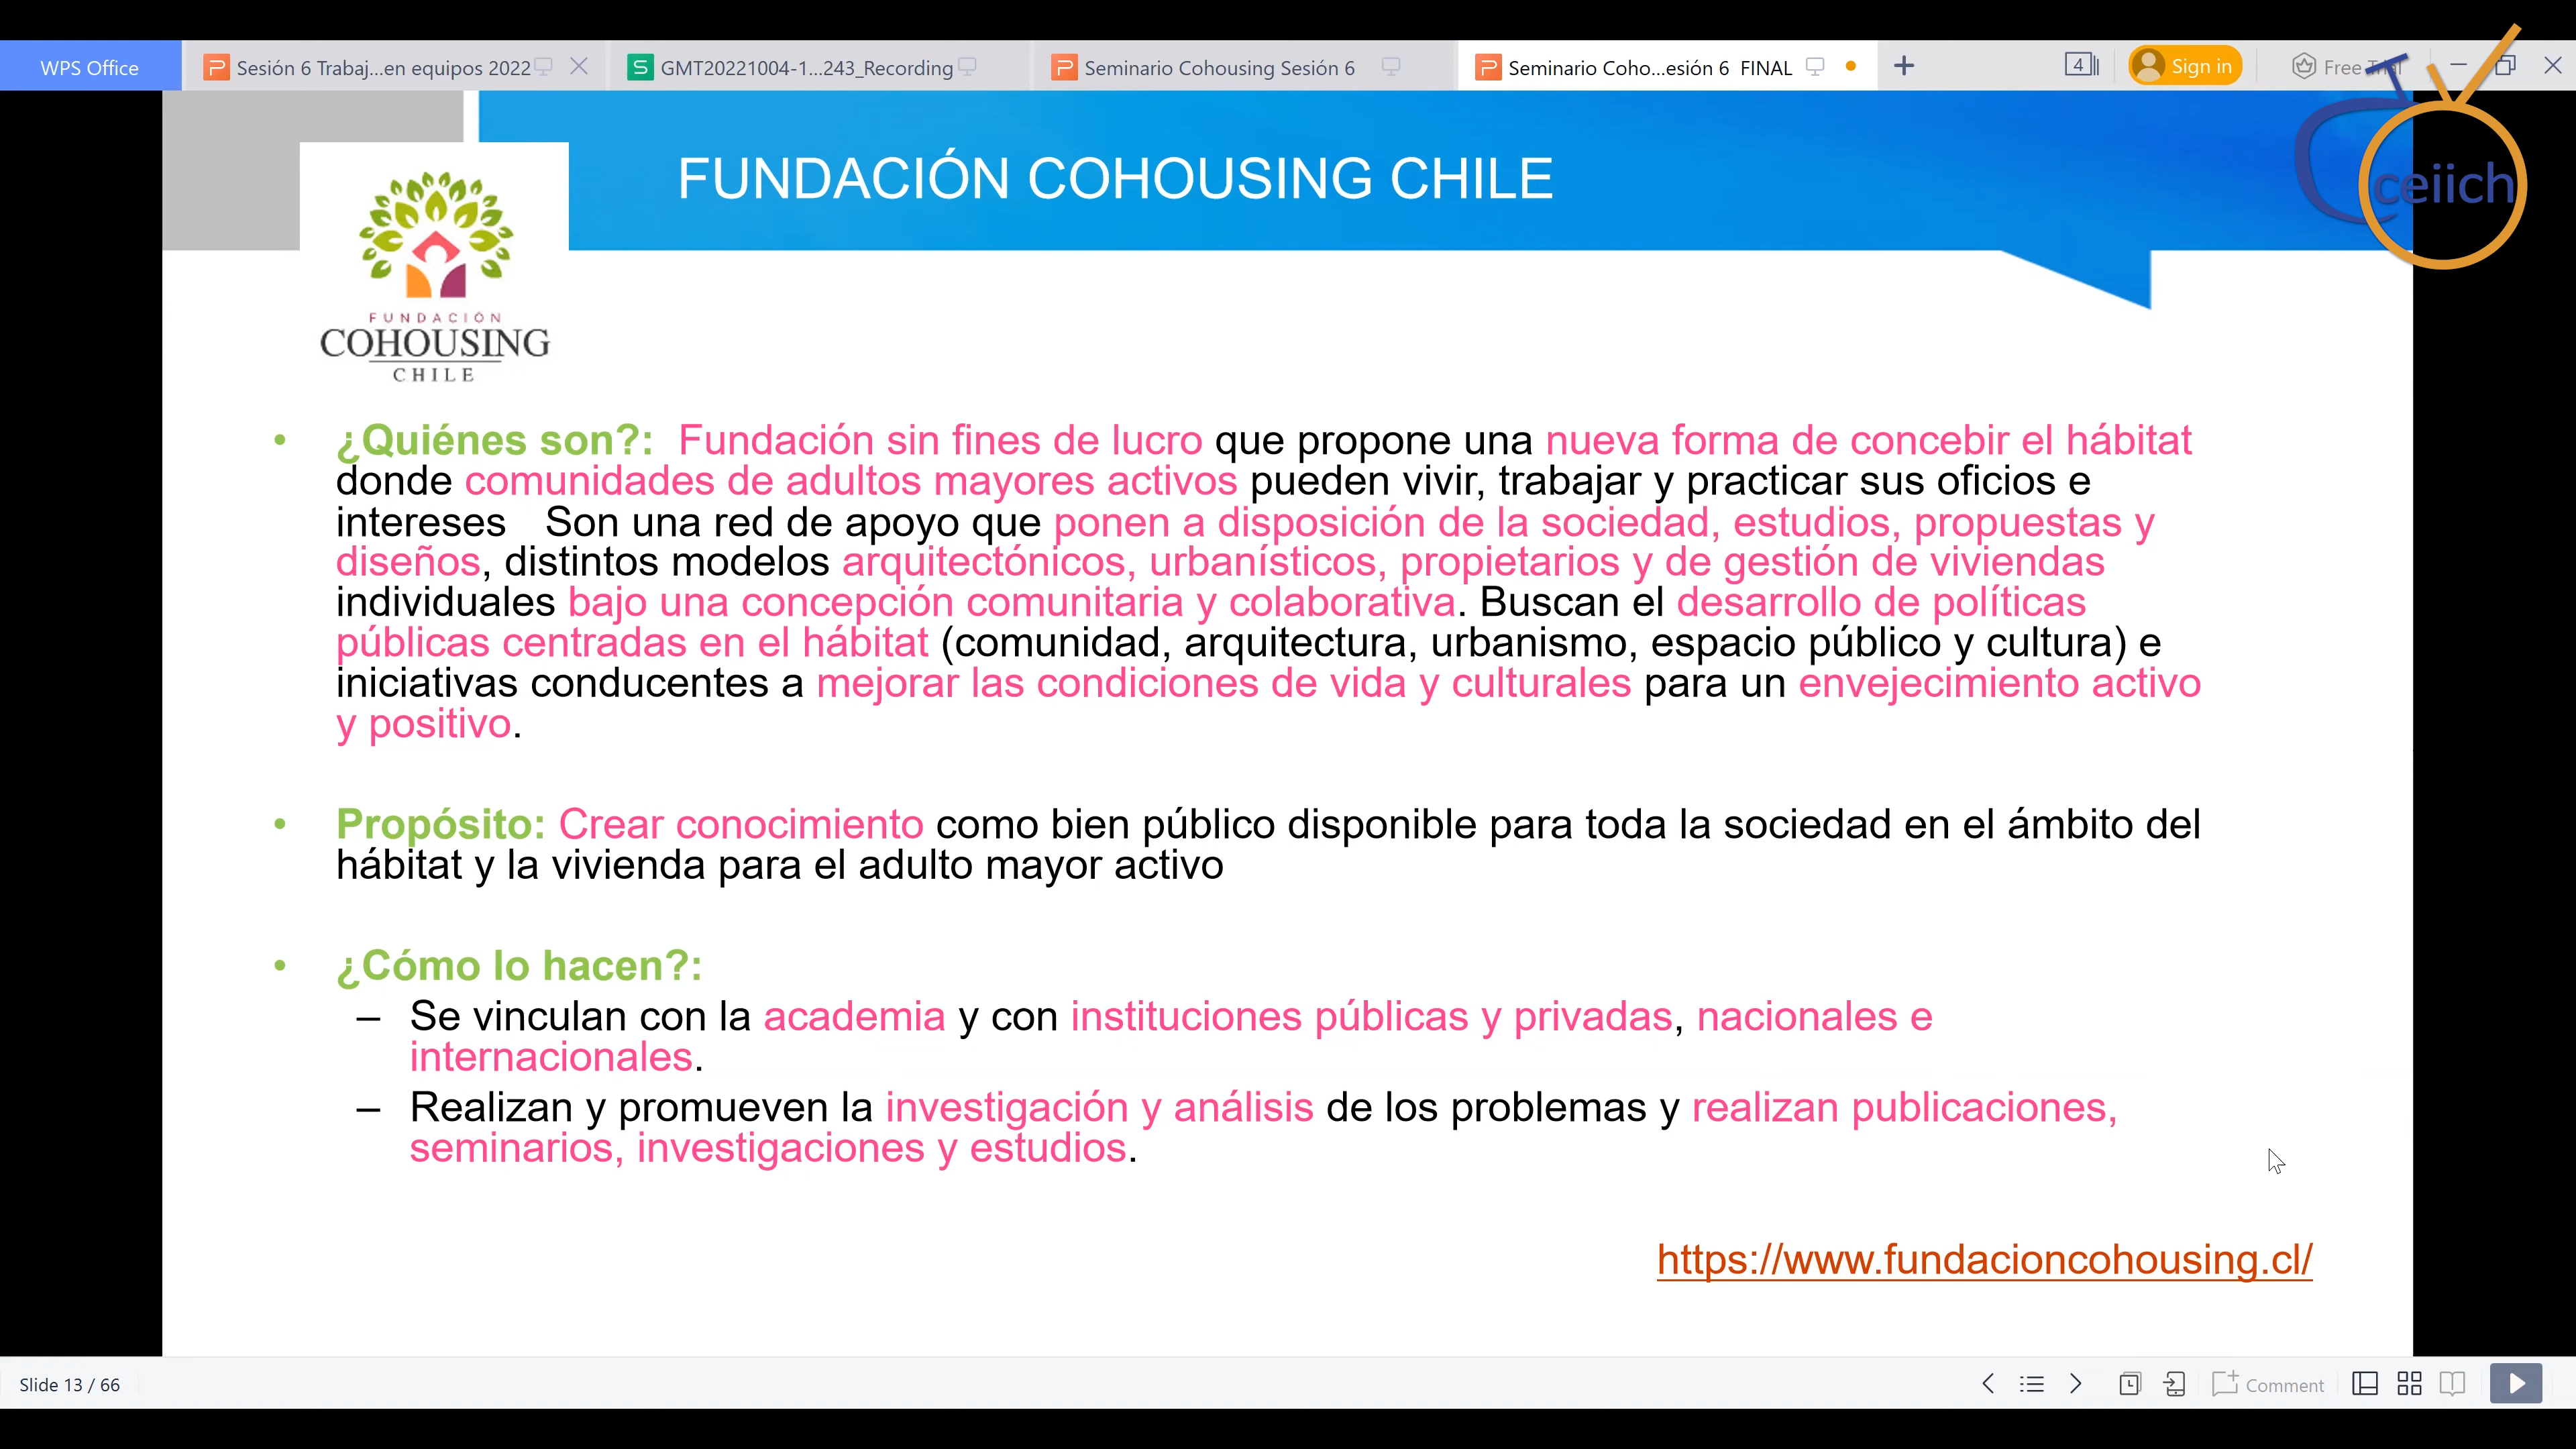 WPS Office
Sesión 6 Trabaj...en equipos 2022
GMT20221004-1...243_Recording
Seminario Cohousing Sesión 6
Seminario Coho...esión 6 FINAL
4
Sign in
Free Trial
ceiich
FUNDACIÓN COHOUSING CHILE
FUNDACIÓN
COHOUSING
CHILE
• ¿Quiénes son?: Fundación sin fines de lucro que propone una nueva forma de concebir el hábitat
donde comunidades de adultos mayores activos pueden vivir, trabajar y practicar sus oficios e
intereses Son una red de apoyo que ponen a disposición de la sociedad, estudios, propuestas y
diseños, distintos modelos arquitectónicos, urbanísticos, propietarios y de gestión de viviendas
individuales bajo una concepción comunitaria y colaborativa. Buscan el desarrollo de políticas
públicas centradas en el hábitat (comunidad, arquitectura, urbanismo, espacio público y cultura) e
iniciativas conducentes a mejorar las condiciones de vida y culturales para un envejecimiento activo
y positivo.
• Propósito: Crear conocimiento como bien público disponible para toda la sociedad en el ámbito del
hábitat y la vivienda para el adulto mayor activo
• ¿Cómo lo hacen?:
– Se vinculan con la academia y con instituciones públicas y privadas, nacionales e
internacionales.
– Realizan y promueven la investigación y análisis de los problemas y realizan publicaciones,
seminarios, investigaciones y estudios.
https://www.fundacioncohousing.cl/
Slide 13 / 66
Comment